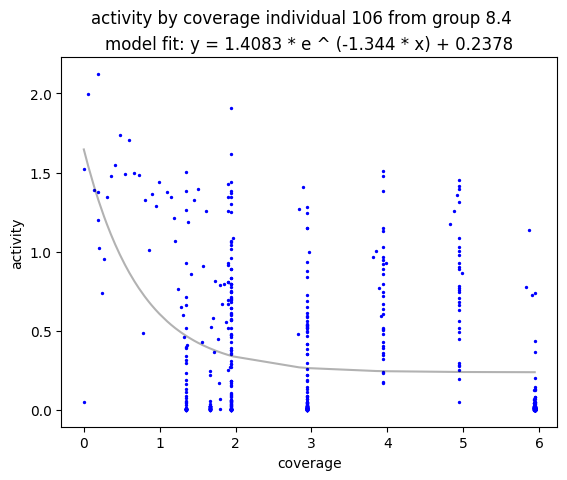 activity by coverage individual 106 from group 8.4
model fit: y = 1.4083 * e ^ (-1.344 * x) + 0.2378
2.0
1.5
1.0
0.5
0.0
activity
0 1 2 3 4 5 6
coverage